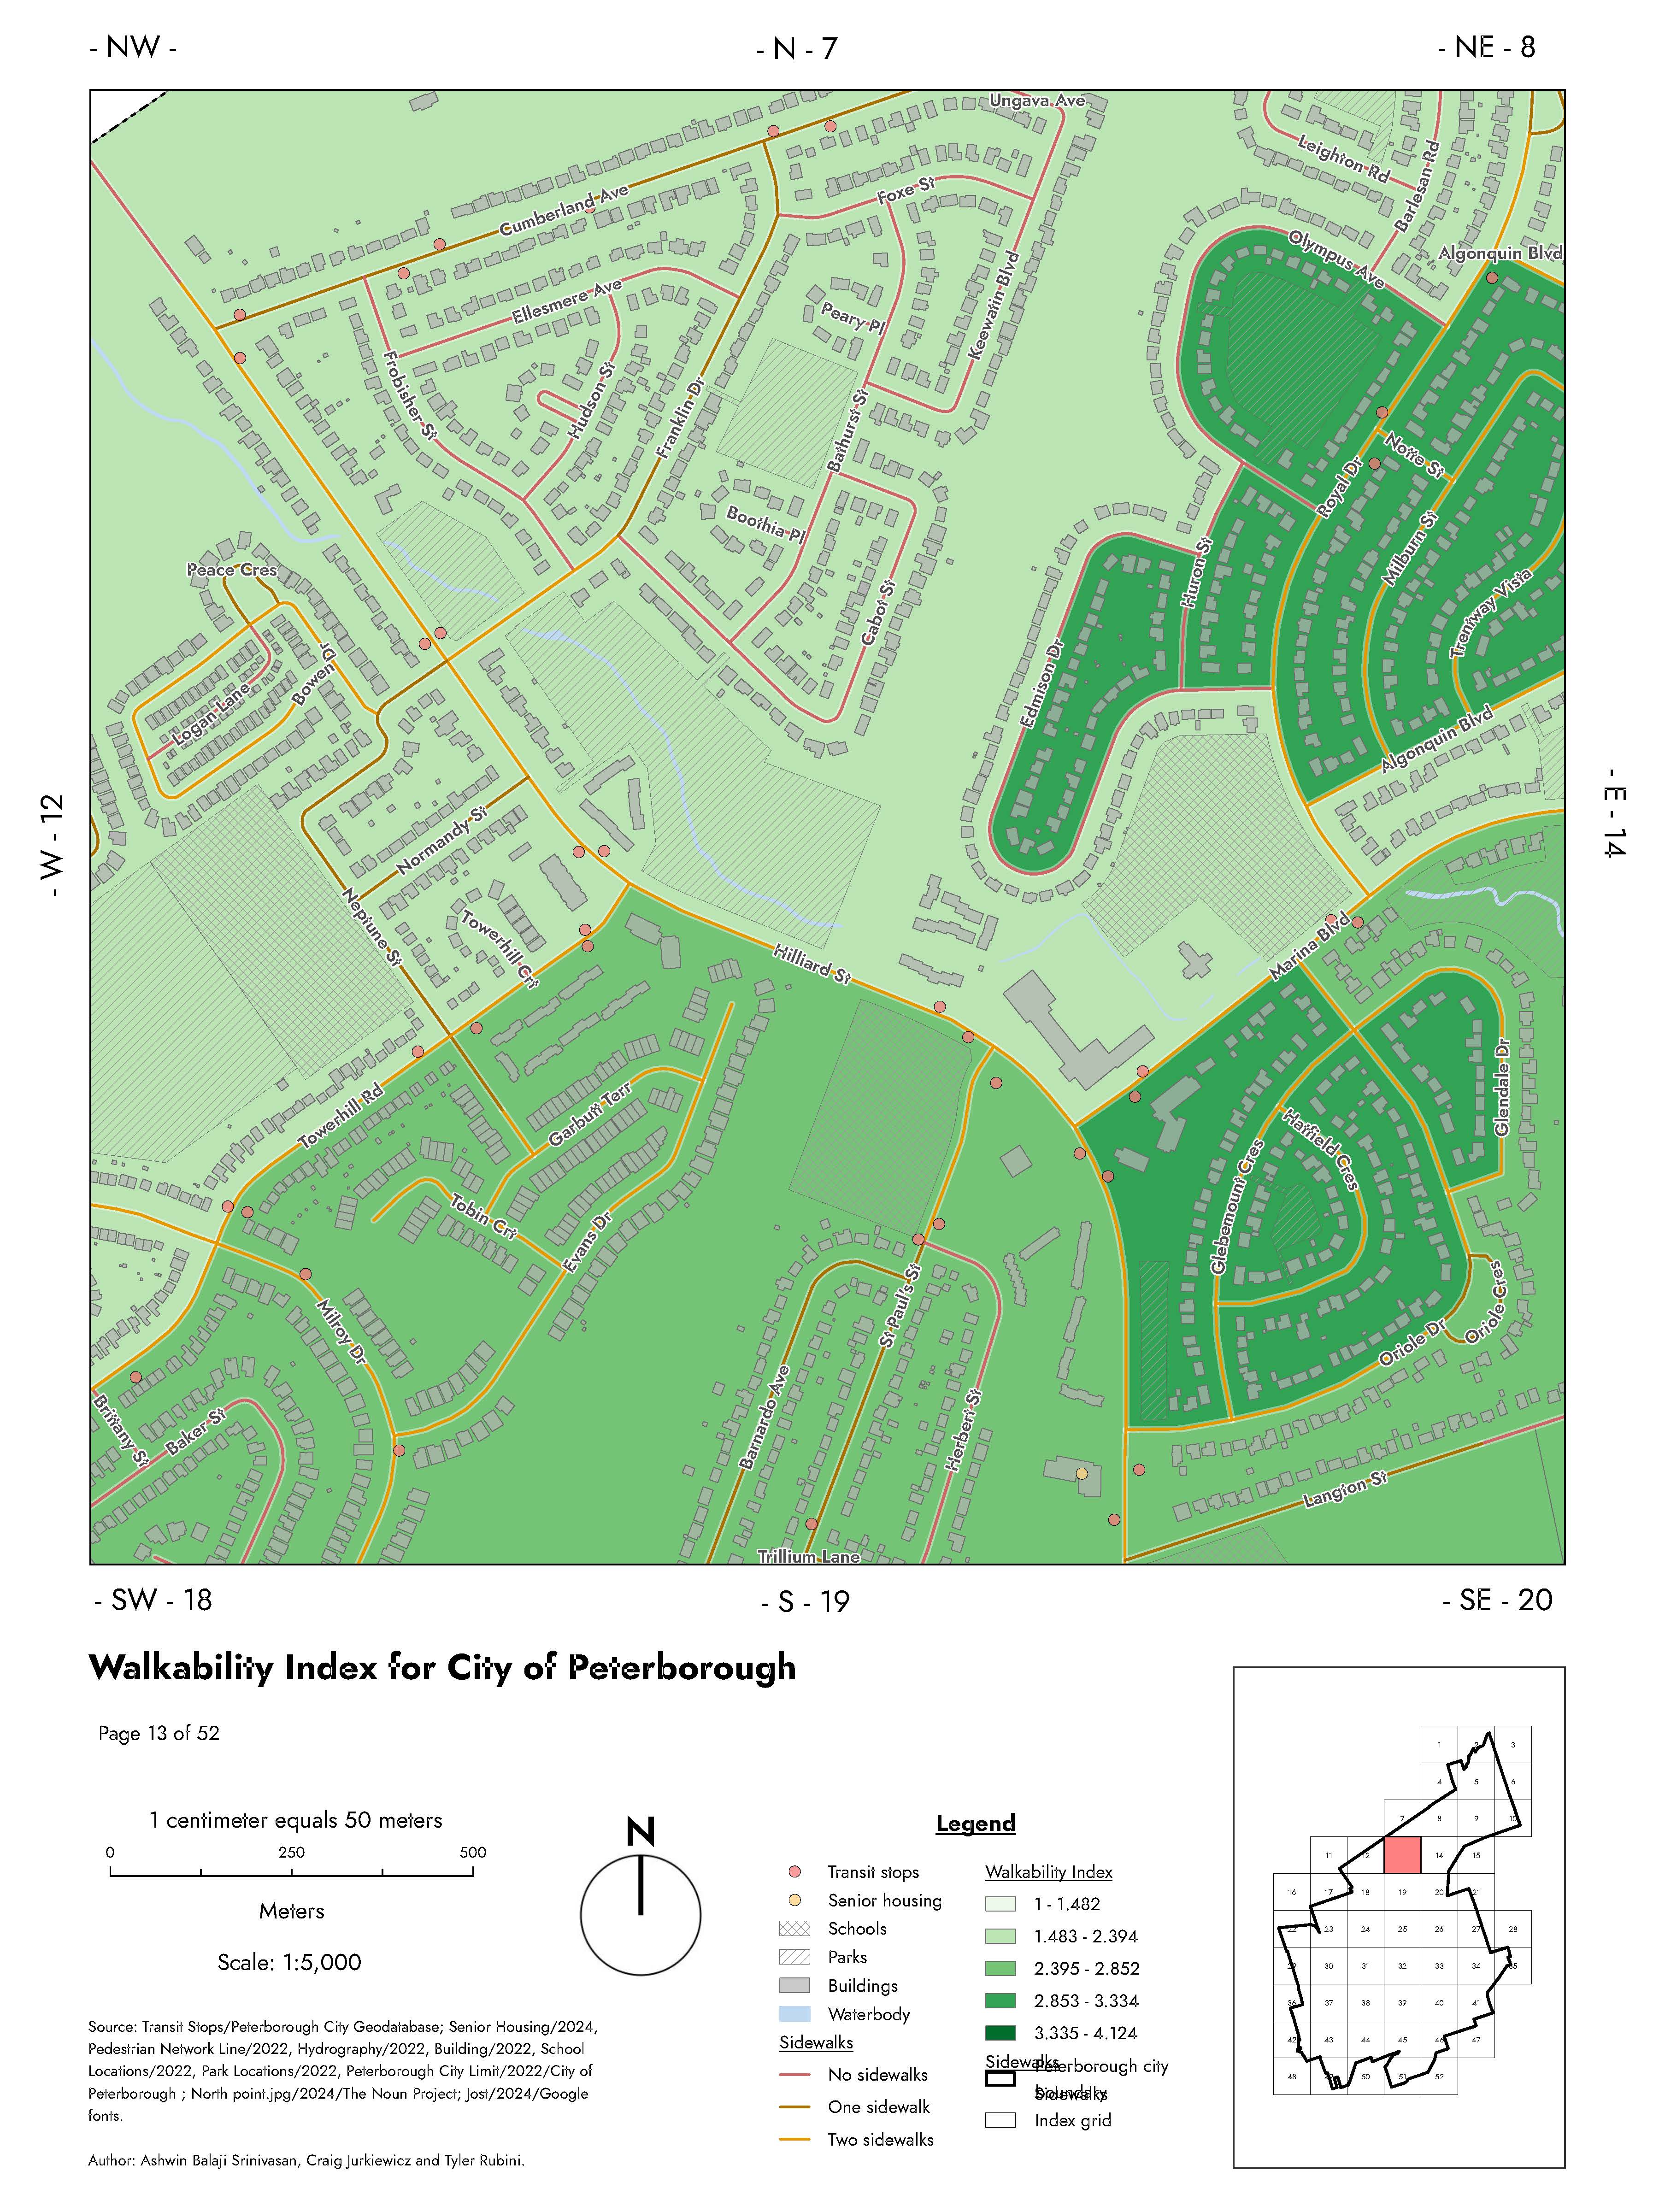 - NW -
- N - 7
- NE - 8
Ungava Ave
Leighton Rd
Barlesan Rd
Cumberland Ave
Foxe St
Olympus Ave
Algonquin Blvd
Ellesmere Ave
Peary Pl
Keewatin Blvd
Frobisher St
Hudson St
Franklin Dr
Bathurst St
Notte St
Royal Dr
Boothia Pl
Milburn St
Peace Cres
Huron St
Cabot St
Trentway Vista
Bowen Dr
Logan Lane
Edmison Dr
Algonquin Blvd
- W - 12
- E - 14
Normandy St
Neptune St
Towerhill Crt
Hilliard St
Marina Blvd
Towerhill Rd
Garbutt Terr
Glendale Dr
Hatfield Cres
Glebemount Cres
Tobin Crt
Evans Dr
Milroy Dr
St Paul's St
Oriole Cres
Oriole Dr
Barnardo Ave
Herbert St
Brittany St
Baker St
Langton St
Trillium Lane
- SW - 18
- S - 19
- SE - 20
Walkability Index for City of Peterborough
Page 13 of 52
1 centimeter equals 50 meters
0 250 500
Meters
Scale: 1:5,000
Source: Transit Stops/Peterborough City Geodatabase; Senior Housing/2024,
Pedestrian Network Line/2022, Hydrography/2022, Building/2022, School
Locations/2022, Park Locations/2022, Peterborough City Limit/2022/City of
Peterborough ; North point.jpg/2024/The Noun Project; Jost/2024/Google
fonts.
Author: Ashwin Balaji Srinivasan, Craig Jurkiewicz and Tyler Rubini.
N
Legend
Transit stops
Senior housing
Schools
Parks
Buildings
Waterbody
Sidewalks
No sidewalks
One sidewalk
Two sidewalks
Walkability Index
1 - 1.482
1.483 - 2.394
2.395 - 2.852
2.853 - 3.334
3.335 - 4.124
Sidewalks
Peterborough city
boundary
Sidewalks
Index grid
1 2 3
4 5 6
7 8 9 10
11 12 14 15
16 17 18 19 20 21
22 23 24 25 26 27 28
29 30 31 32 33 34 35
36 37 38 39 40 41
42 43 44 45 46 47
48 49 50 51 52